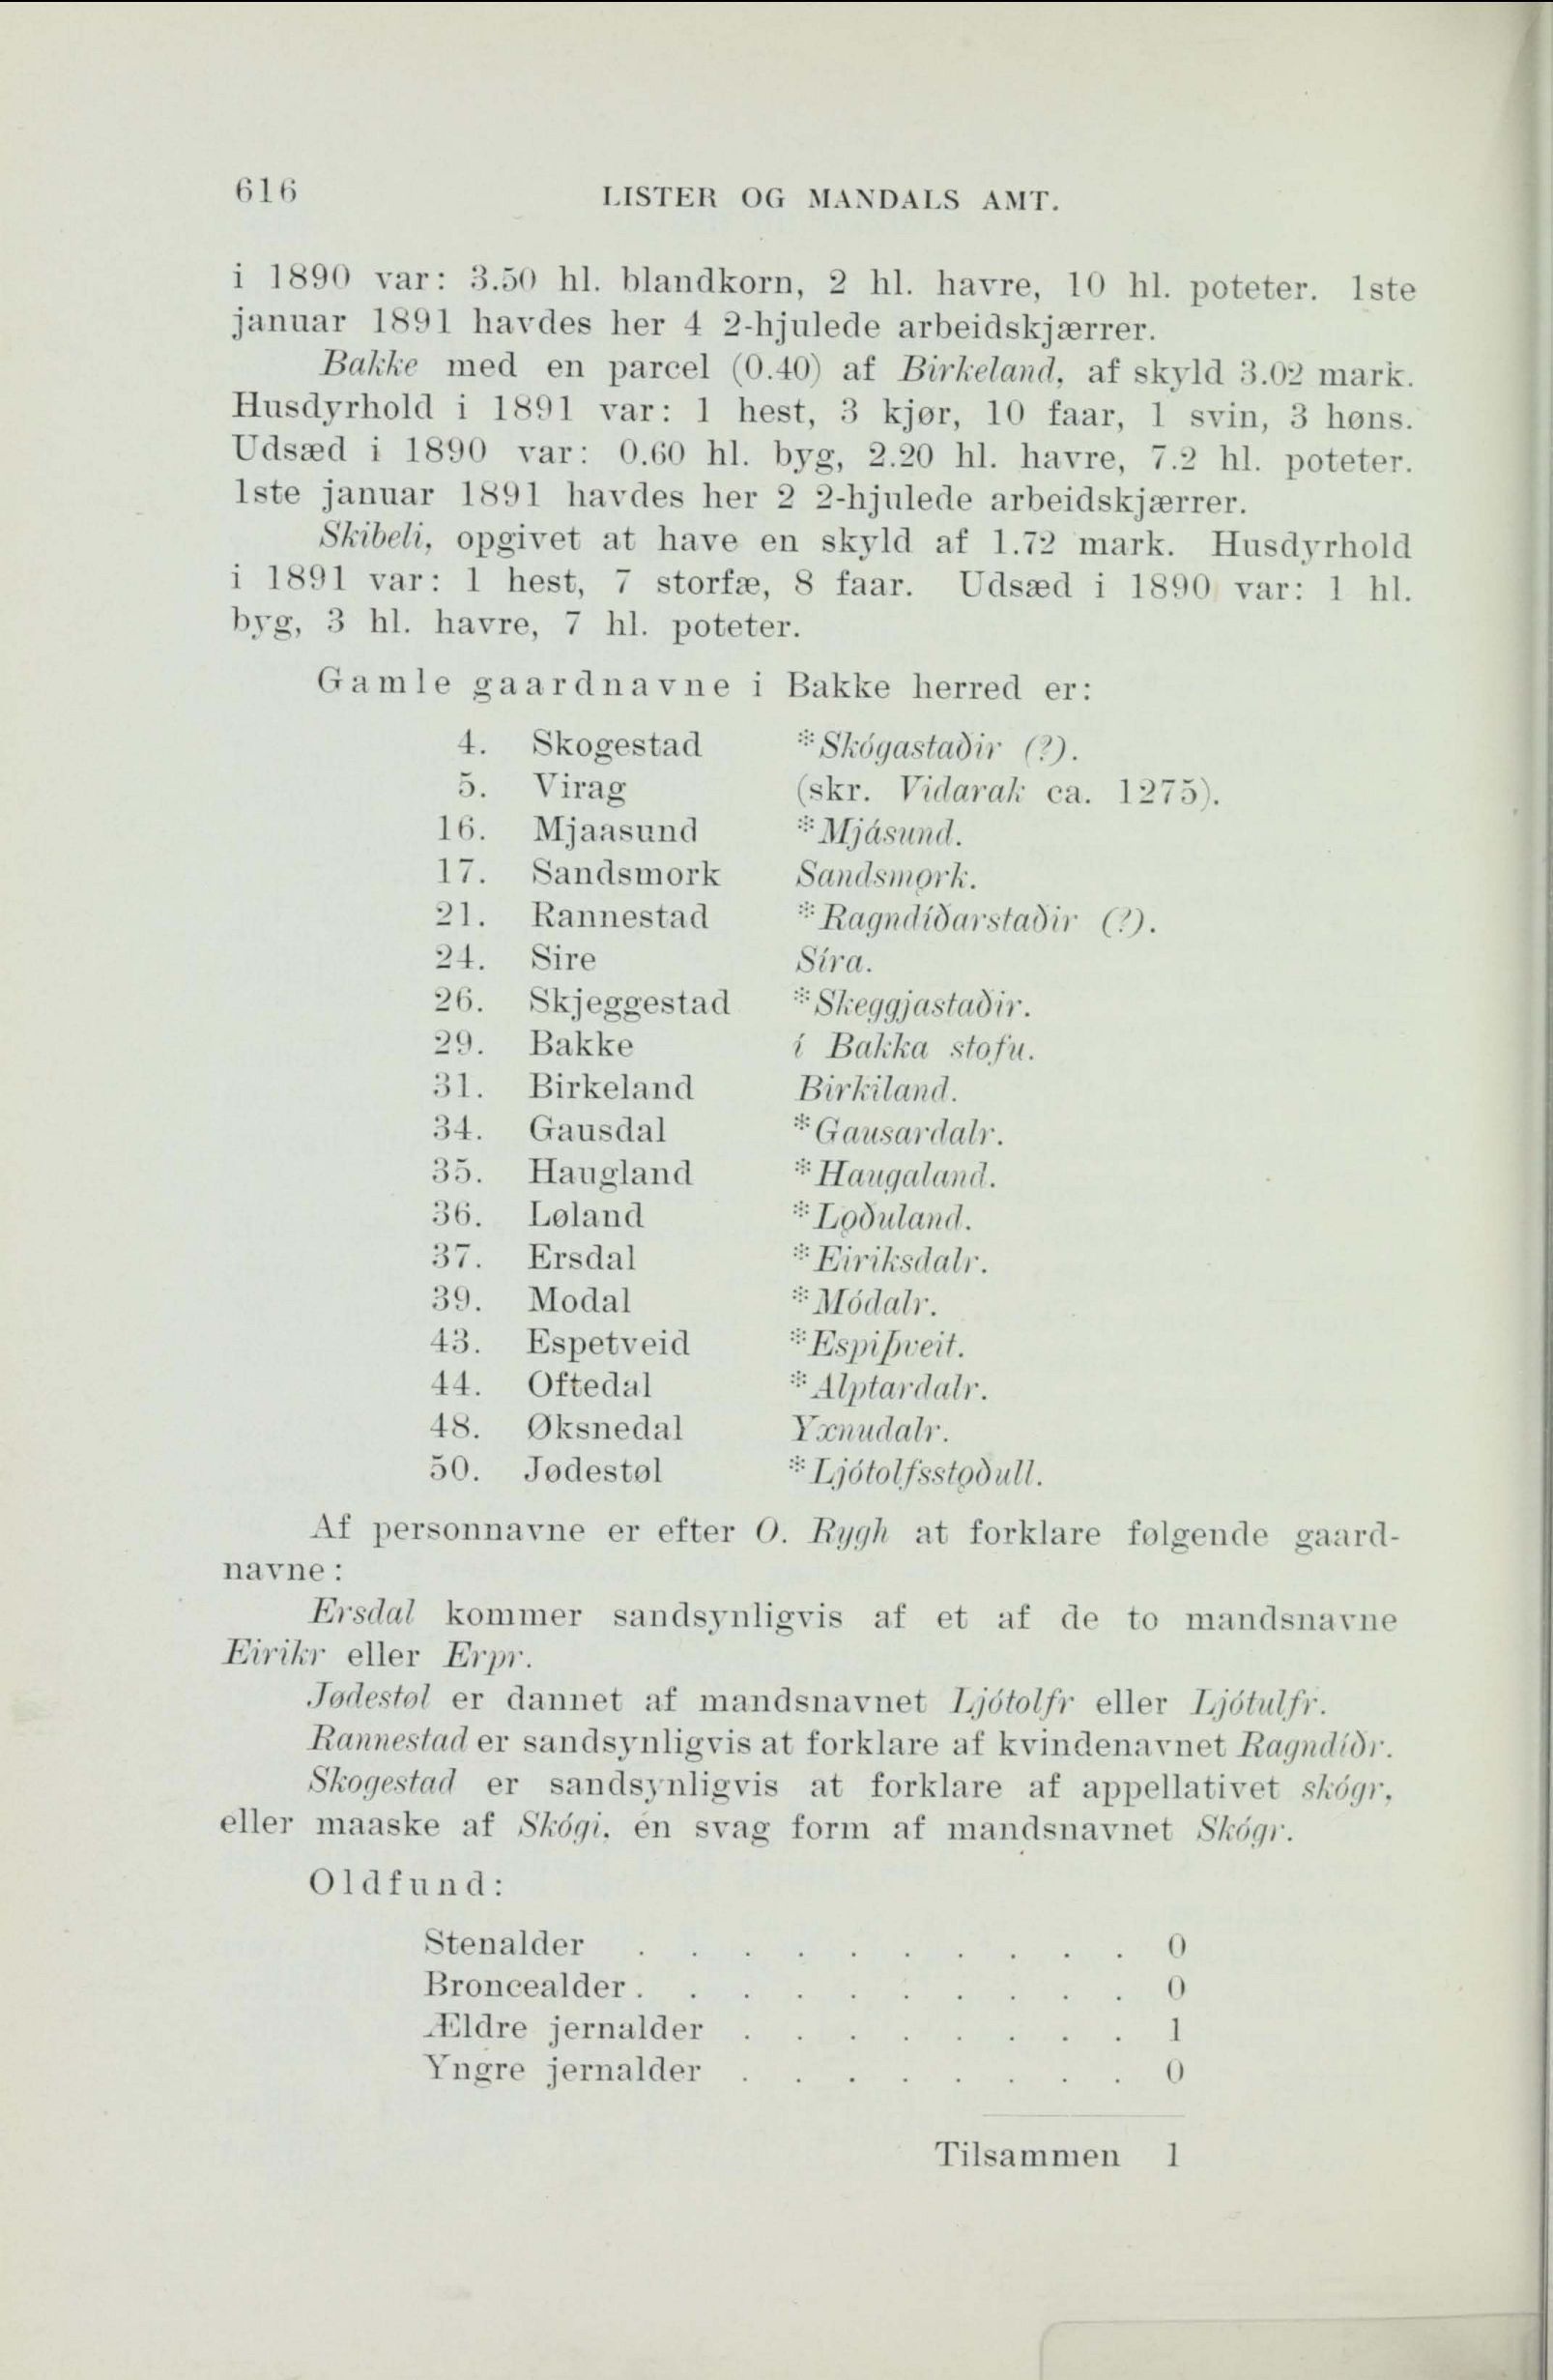 616 LISTER OG MANDALS AMT.
i 1890 var: 3.50 hl. blandkorn, 2 hl. havre, 10 hl. poteter. 1ste
januar 1891 havdes her 4 2-hjulede arbeidskjærrer.
Bakke med en parcel (0.40) af Birkeland, af skyld 3.02 mark.
Husdyrhold i 1891 var: 1 hest, 3 kjør, 10 faar, 1 svin, 3 høns.
Udsæd i 1890 var: 0.60 hl. byg, 2.20 hl. havre, 7.2 hl. poteter.
1ste januar 1891 havdes her 2 2-hjulede arbeidskjærrer.
Skibeli, opgivet at have en skyld af 1.72 mark. Husdyrhold
i 1891 var: 1 hest, 7 storfæ, 8 faar. Udsæd i 1890 var: 1 hl.
byg, 3 hl. havre, 7 hl. poteter.
Gamle gaardnavne i Bakke herred er:
4. Skogestad *Skógastaðir (?).
5. Virag (skr. Vidarak ca. 1275).
16. Mjaasund *Mjásund.
17. Sandsmork Sandsmǫrk.
21. Rannestad *Ragndíðarstaðir (?).
24. Sire Síra.
26. Skjeggestad *Skeggjastaðir.
29. Bakke í Bakka stofu.
31. Birkeland Birkiland.
34. Gausdal *Gausardalr.
35. Haugland *Haugaland.
36. Løland *Lǫðuland.
37. Ersdal *Eiriksdalr.
39. Modal *Módalr.
43. Espetveid *Espiþveit.
44. Oftedal *Alptardalr.
48. Øksnedal Yxnudalr.
50. Jødestøl *Ljótolfsstǫðull.
Af personnavne er efter O. Rygh at forklare følgende gaard-
navne:
Ersdal kommer sandsynligvis af et af de to mandsnavne
Eirikr eller Erpr.
Jødestøl er dannet af mandsnavnet Ljótolfr eller Ljótulfr.
Rannestad er sandsynligvis at forklare af kvindenavnet Ragndíðr.
Skogestad er sandsynligvis at forklare af appellativet skógr,
eller maaske af Skógi, en svag form af mandsnavnet Skógr.
Oldfund:
Stenalder . . . . . . . . . . 0
Broncealder . . . . . . . . . . 0
Ældre jernalder . . . . . . . . 1
Yngre jernalder . . . . . . . . 0
Tilsammen 1